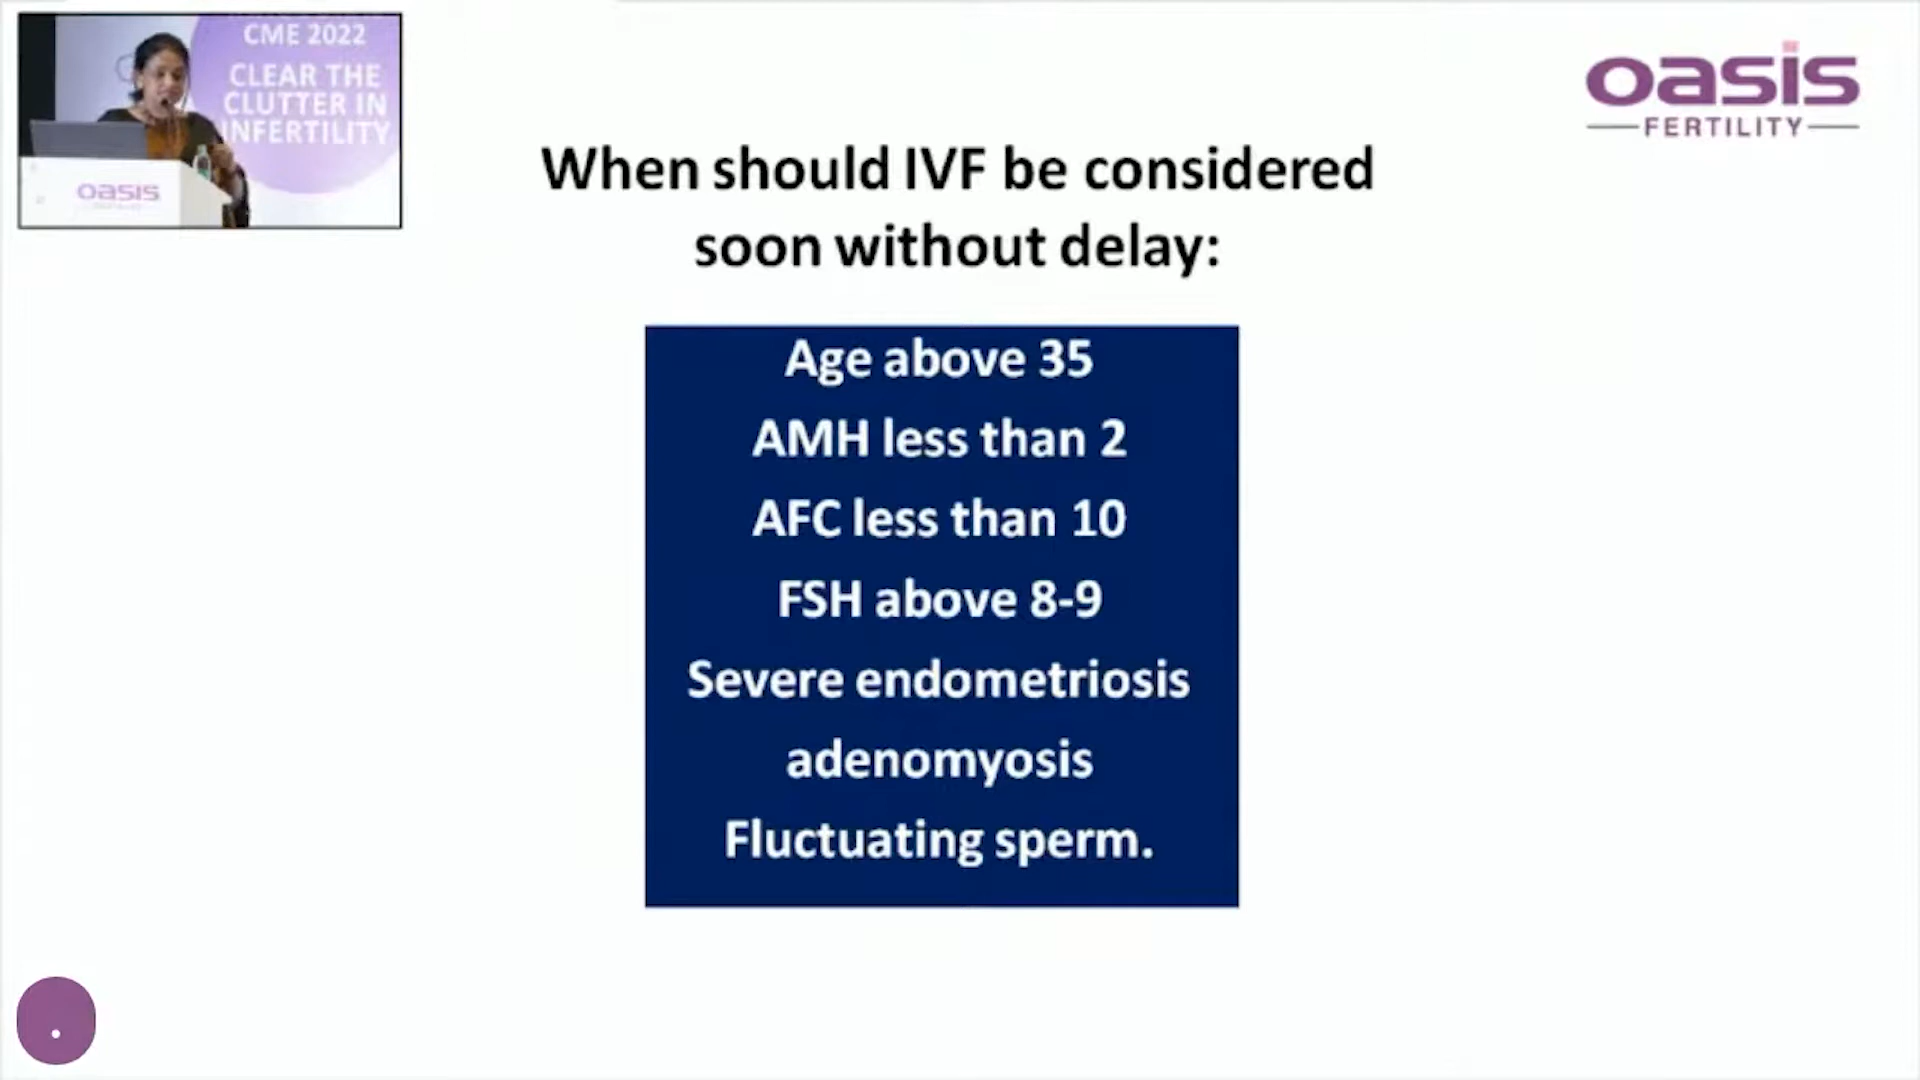 CME 2022
CLEAR THE
CLUTTER IN
INFERTILITY
oasis
oasis
FERTILITY
When should IVF be considered
soon without delay:
Age above 35
AMH less than 2
AFC less than 10
FSH above 8-9
Severe endometriosis
adenomyosis
Fluctuating sperm.